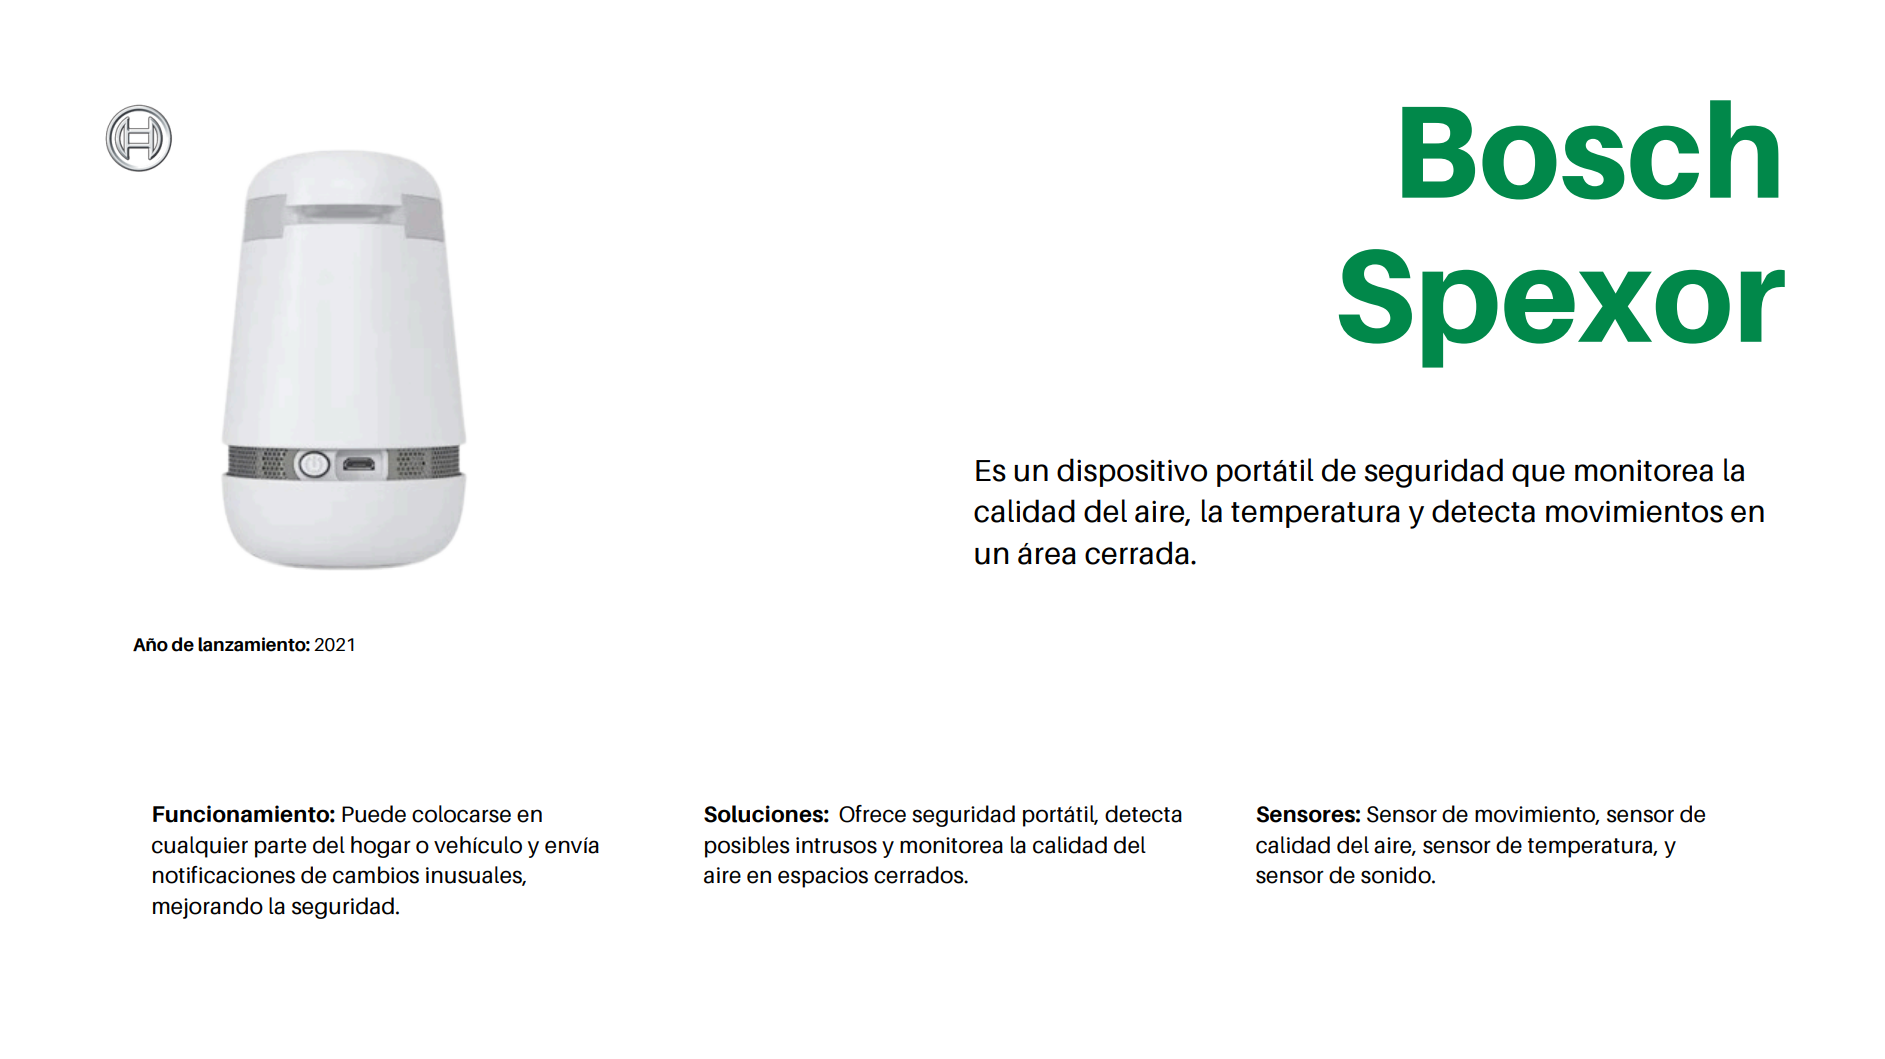 Bosch
Spexor
Es un dispositivo portátil de seguridad que monitorea la
calidad del aire, la temperatura y detecta movimientos en
un área cerrada.
Año de lanzamiento: 2021
Funcionamiento: Puede colocarse en
cualquier parte del hogar o vehículo y envía
notificaciones de cambios inusuales,
mejorando la seguridad.
Soluciones: Ofrece seguridad portátil, detecta
posibles intrusos y monitorea la calidad del
aire en espacios cerrados.
Sensores: Sensor de movimiento, sensor de
calidad del aire, sensor de temperatura, y
sensor de sonido.